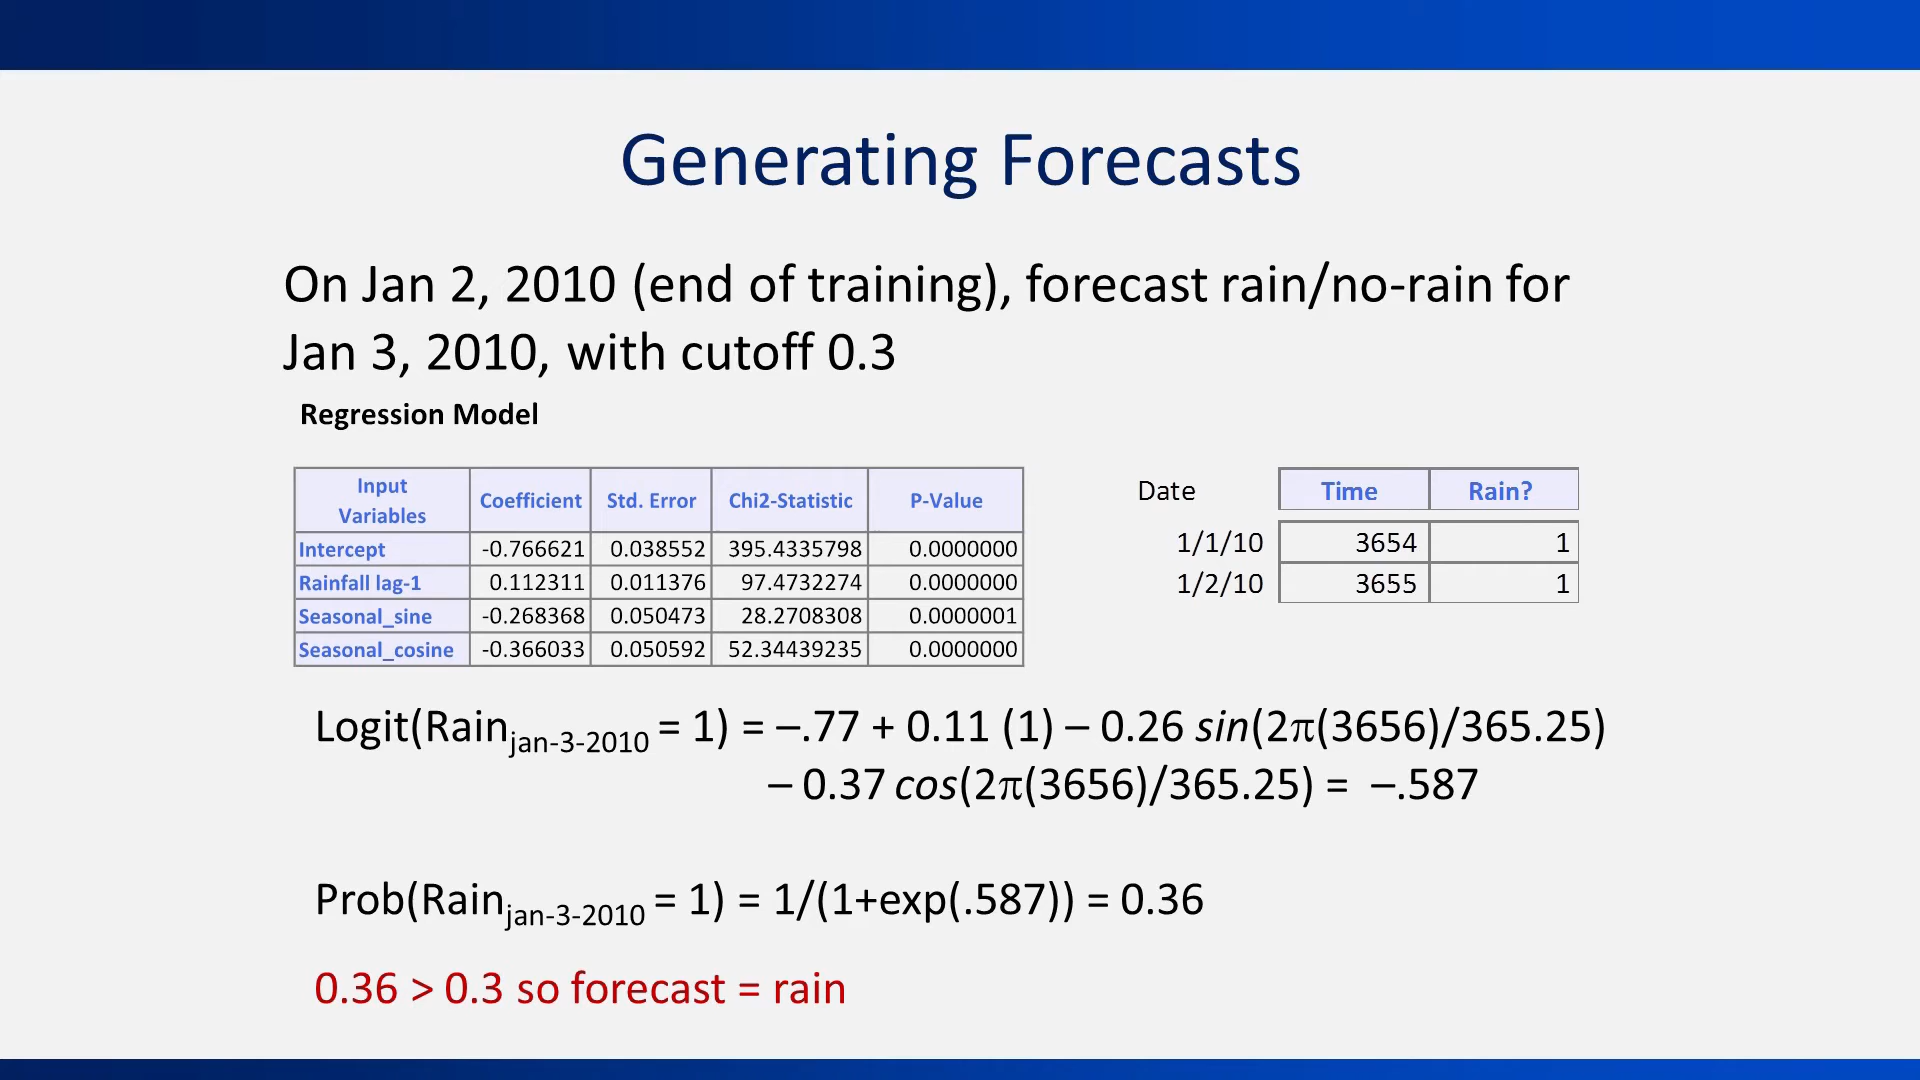 Generating Forecasts
On Jan 2, 2010 (end of training), forecast rain/no-rain for
Jan 3, 2010, with cutoff 0.3
Regression Model
Input Variables Coefficient Std. Error Chi2-Statistic P-Value
Intercept -0.766621 0.038552 395.4335798 0.0000000
Rainfall lag-1 0.112311 0.011376 97.4732274 0.0000000
Seasonal_sine -0.268368 0.050473 28.2708308 0.0000001
Seasonal_cosine -0.366033 0.050592 52.34439235 0.0000000
Date Time Rain?
1/1/10 3654 1
1/2/10 3655 1
Logit(Rainjan-3-2010 = 1) = –.77 + 0.11 (1) – 0.26 sin(2π(3656)/365.25)
– 0.37 cos(2π(3656)/365.25) = –.587
Prob(Rainjan-3-2010 = 1) = 1/(1+exp(.587)) = 0.36
0.36 > 0.3 so forecast = rain